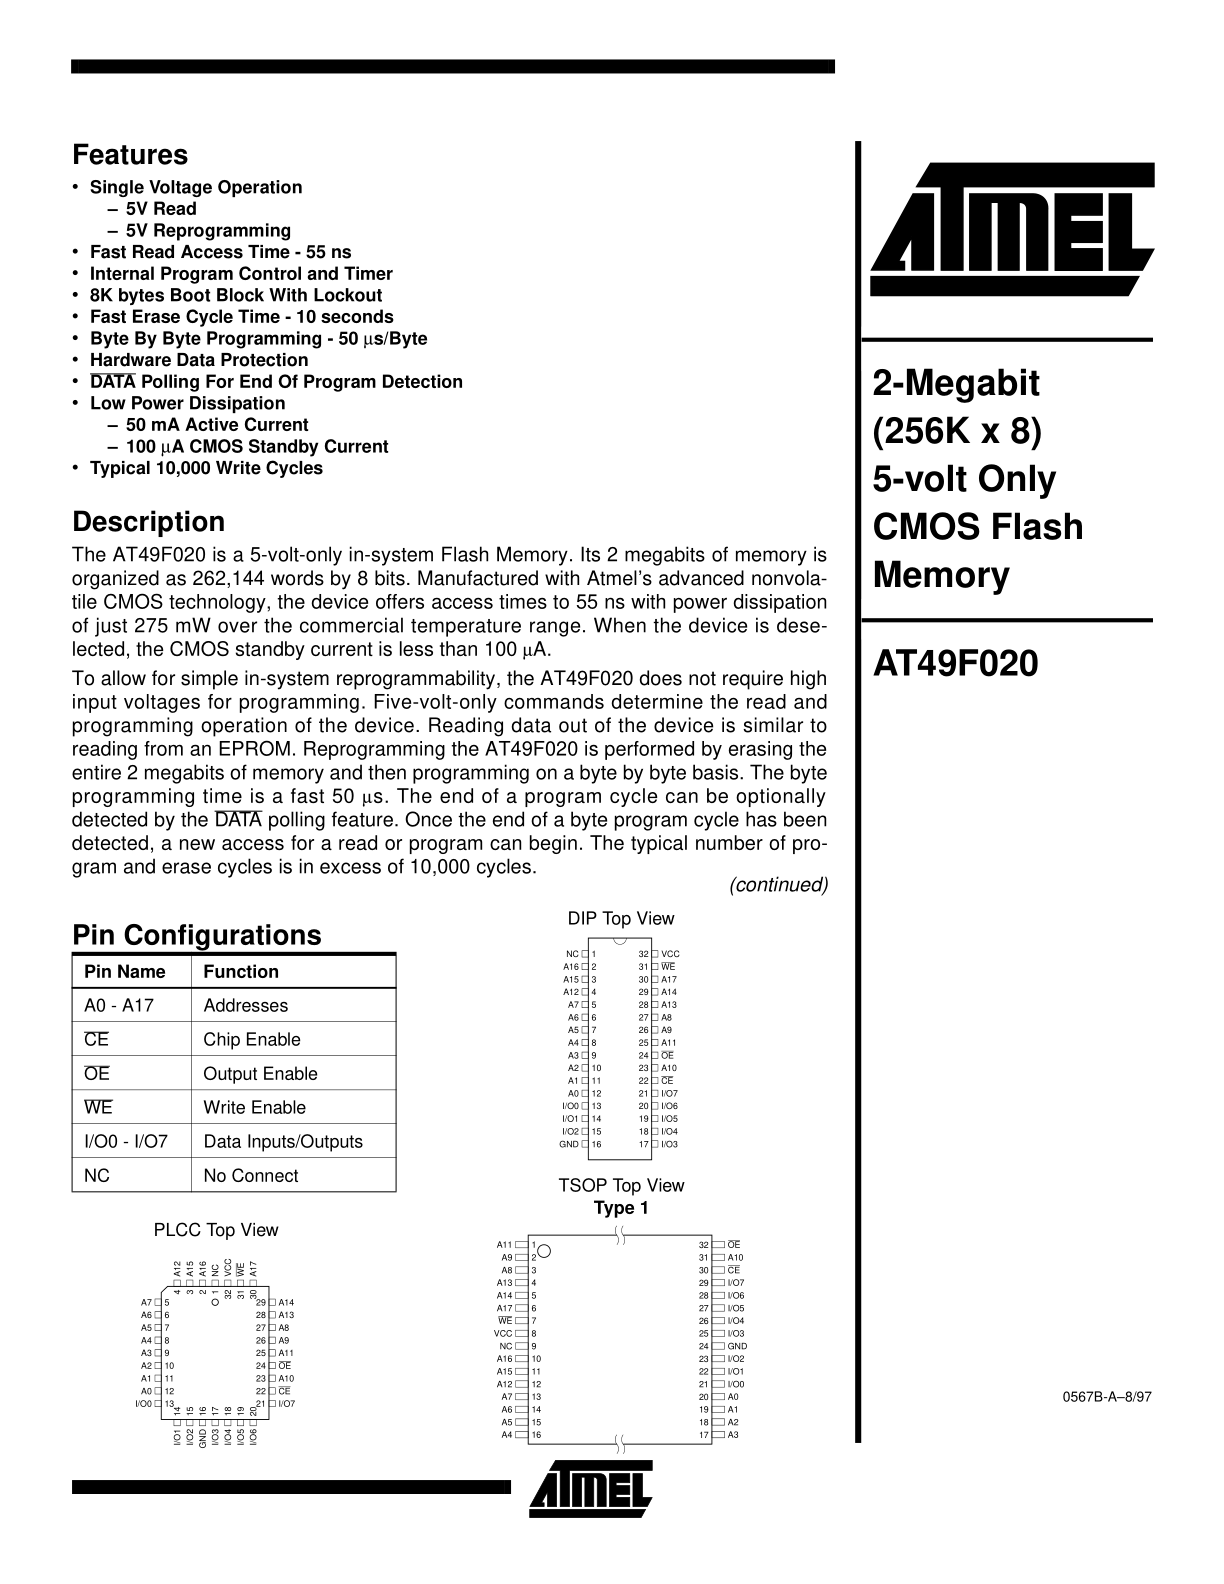 Features
• Single Voltage Operation
– 5V Read
– 5V Reprogramming
• Fast Read Access Time - 55 ns
• Internal Program Control and Timer
• 8K bytes Boot Block With Lockout
• Fast Erase Cycle Time - 10 seconds
• Byte By Byte Programming - 50 µs/Byte
• Hardware Data Protection
• DATA Polling For End Of Program Detection
• Low Power Dissipation
– 50 mA Active Current
– 100 µA CMOS Standby Current
• Typical 10,000 Write Cycles
Description
The AT49F020 is a 5-volt-only in-system Flash Memory. Its 2 megabits of memory is
organized as 262,144 words by 8 bits. Manufactured with Atmel's advanced nonvola-
tile CMOS technology, the device offers access times to 55 ns with power dissipation
of just 275 mW over the commercial temperature range. When the device is dese-
lected, the CMOS standby current is less than 100 µA.
To allow for simple in-system reprogrammability, the AT49F020 does not require high
input voltages for programming. Five-volt-only commands determine the read and
programming operation of the device. Reading data out of the device is similar to
reading from an EPROM. Reprogramming the AT49F020 is performed by erasing the
entire 2 megabits of memory and then programming on a byte by byte basis. The byte
programming time is a fast 50 µs. The end of a program cycle can be optionally
detected by the DATA polling feature. Once the end of a byte program cycle has been
detected, a new access for a read or program can begin. The typical number of pro-
gram and erase cycles is in excess of 10,000 cycles.
(continued)
Pin Configurations
Pin Name Function
A0 - A17 Addresses
CE Chip Enable
OE Output Enable
WE Write Enable
I/O0 - I/O7 Data Inputs/Outputs
NC No Connect
DIP Top View
NC 1 32 VCC
A16 2 31 WE
A15 3 30 A17
A12 4 29 A14
A7 5 28 A13
A6 6 27 A8
A5 7 26 A9
A4 8 25 A11
A3 9 24 OE
A2 10 23 A10
A1 11 22 CE
A0 12 21 I/O7
I/O0 13 20 I/O6
I/O1 14 19 I/O5
I/O2 15 18 I/O4
GND 16 17 I/O3
PLCC Top View
A12 A15 A16 NC VCC WE A17
4 3 2 1 32 31 30
A7 5 29 A14
A6 6 28 A13
A5 7 27 A8
A4 8 26 A9
A3 9 25 A11
A2 10 24 OE
A1 11 23 A10
A0 12 22 CE
I/O0 13 21 I/O7
14 15 16 17 18 19 20
I/O1 I/O2 GND I/O3 I/O4 I/O5 I/O6
TSOP Top View
Type 1
A11 1 32 OE
A9 2 31 A10
A8 3 30 CE
A13 4 29 I/O7
A14 5 28 I/O6
A17 6 27 I/O5
WE 7 26 I/O4
VCC 8 25 I/O3
NC 9 24 GND
A16 10 23 I/O2
A15 11 22 I/O1
A12 12 21 I/O0
A7 13 20 A0
A6 14 19 A1
A5 15 18 A2
A4 16 17 A3
ATMEL
2-Megabit
(256K x 8)
5-volt Only
CMOS Flash
Memory
AT49F020
0567B-A–8/97
ATMEL